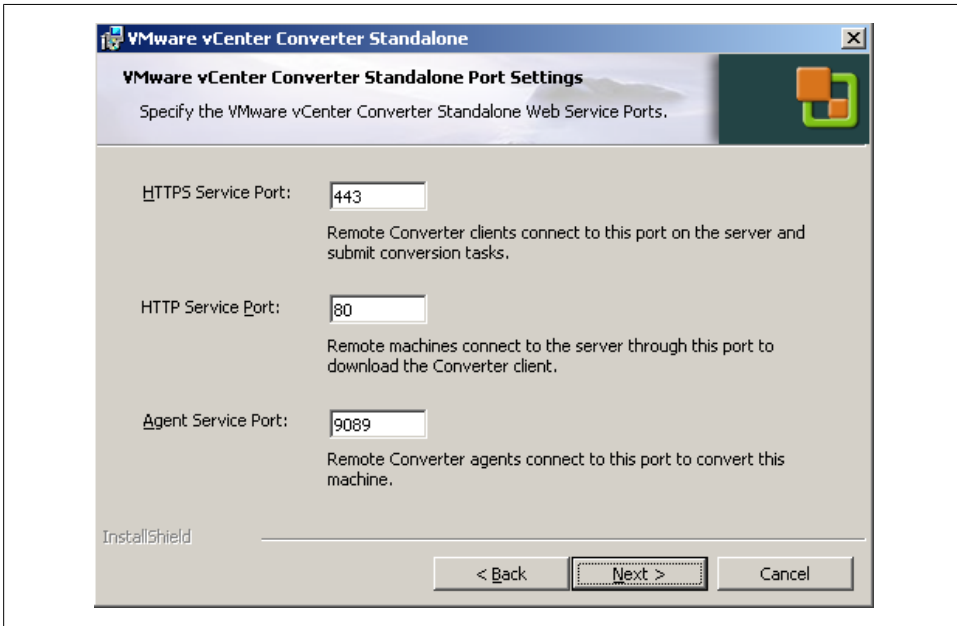 VMware vCenter Converter Standalone
VMware vCenter Converter Standalone Port Settings
Specify the VMware vCenter Converter Standalone Web Service Ports.
HTTPS Service Port:
443
Remote Converter clients connect to this port on the server and
submit conversion tasks.
HTTP Service Port:
80
Remote machines connect to the server through this port to
download the Converter client.
Agent Service Port:
9089
Remote Converter agents connect to this port to convert this
machine.
InstallShield
< Back
Next >
Cancel